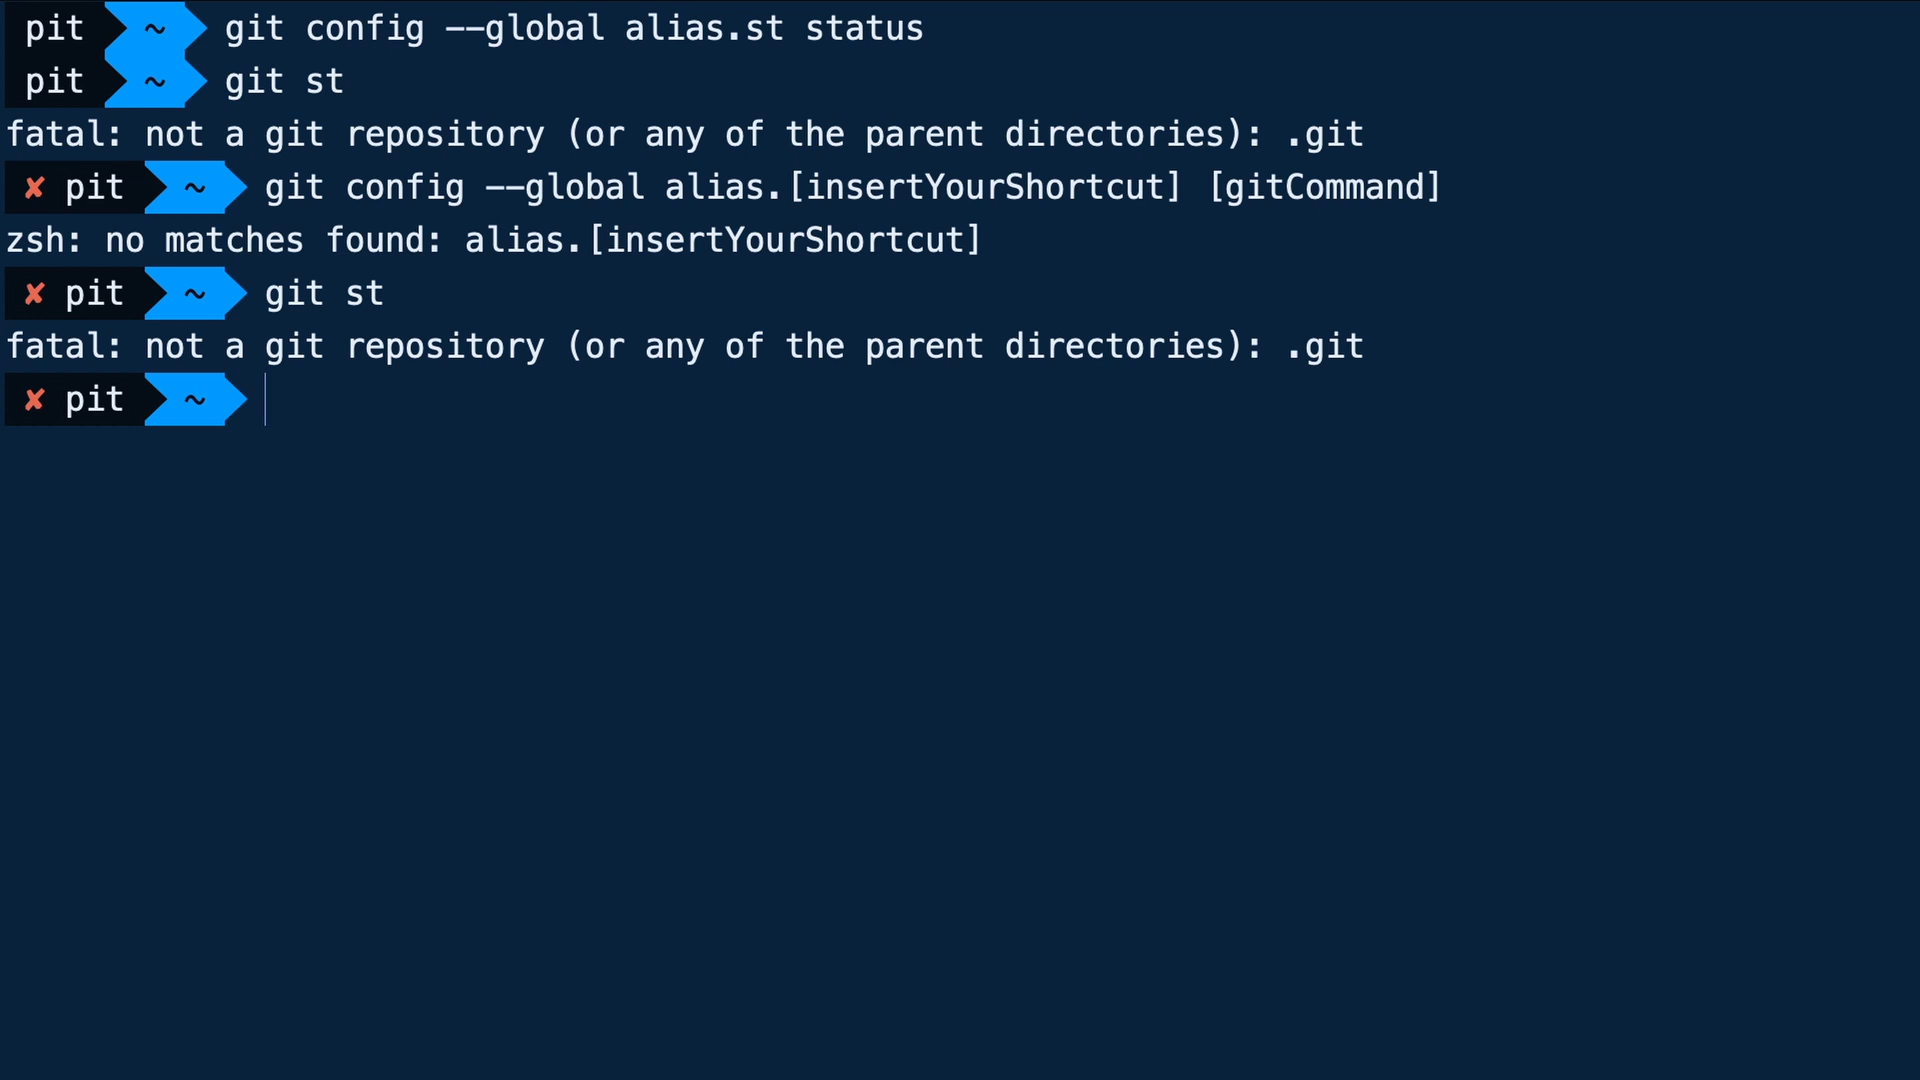 pit ~ git config --global alias.st status
pit ~ git st
fatal: not a git repository (or any of the parent directories): .git
✘ pit ~ git config --global alias.[insertYourShortcut] [gitCommand]
zsh: no matches found: alias.[insertYourShortcut]
✘ pit ~ git st
fatal: not a git repository (or any of the parent directories): .git
✘ pit ~